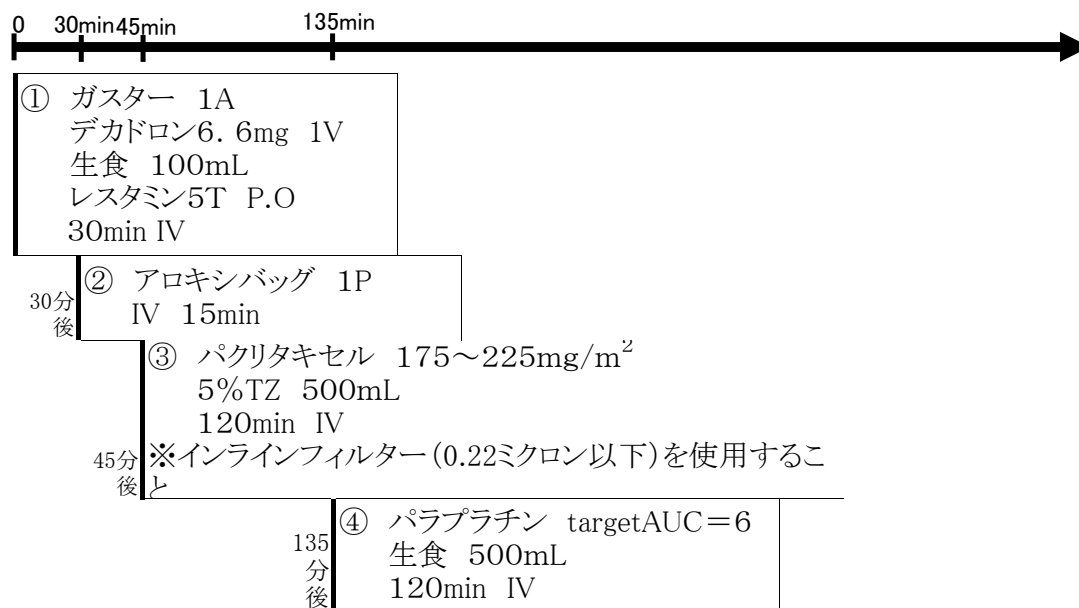 0 30min 45min 135min
① ガスター 1A
デカドロン6.6mg 1V
生食 100mL
レスタミン5T P.O
30min IV
30分
後
② アロキシバッグ 1P
IV 15min
③ パクリタキセル 175～225mg/m²
5%TZ 500mL
120min IV
45分
後
※インラインフィルター(0.22ミクロン以下)を使用するこ
と
135
分
後
④ パラプラチン targetAUC=6
生食 500mL
120min IV